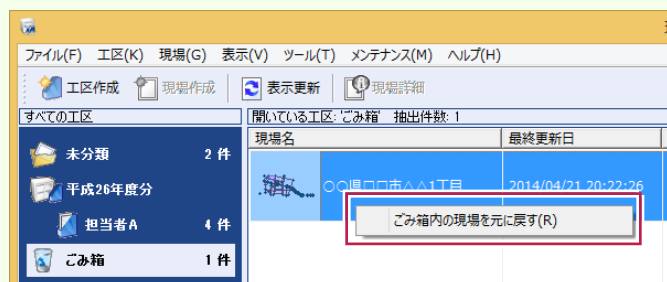 ファイル(F) 工区(K) 現場(G) 表示(V) ツール(T) メンテナンス(M) ヘルプ(H)
工区作成 現場作成 表示更新 現場詳細
すべての工区
開いている工区: 'ごみ箱' 抽出件数: 1
現場名 最終更新日
未分類 2 件
平成26年度分
担当者A 4 件
ごみ箱 1 件
○○県□□市△△1丁目 2014/04/21 20:22:26
ごみ箱内の現場を元に戻す(R)